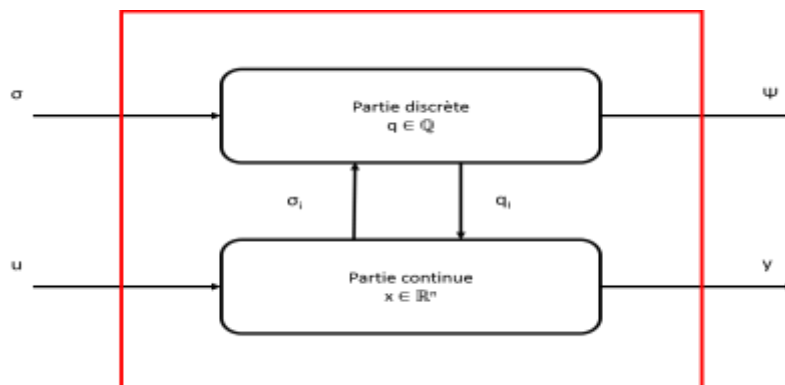 σ
Partie discrète
q ∈ ℚ
Ψ
σᵢ
qᵢ
u
Partie continue
x ∈ ℝⁿ
y